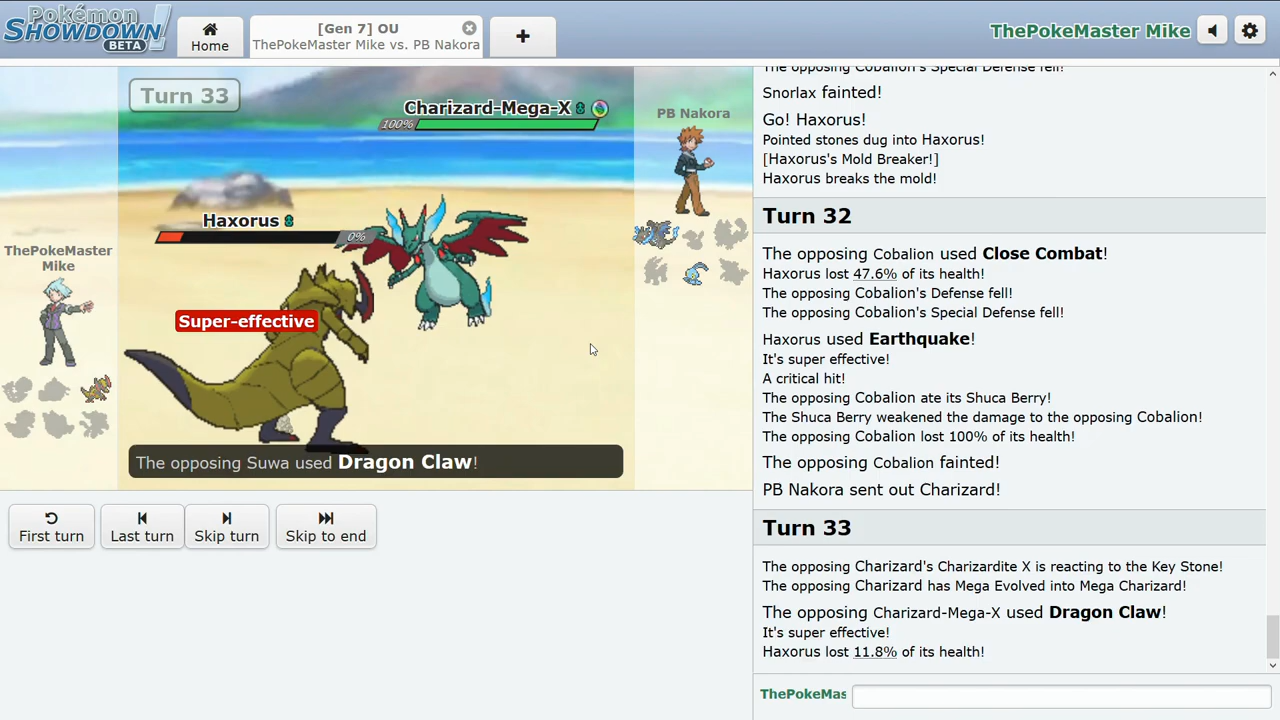 Pokémon
SHOWDOWN!
BETA
Home
[Gen 7] OU
ThePokeMaster Mike vs. PB Nakora
+
ThePokeMaster Mike
Turn 33
Charizard-Mega-X
100%
Haxorus
0%
Super-effective
The opposing Suwa used Dragon Claw!
ThePokeMaster
Mike
PB Nakora
First turn
Last turn
Skip turn
Skip to end
The opposing Cobalion's Special Defense fell!
Snorlax fainted!
Go! Haxorus!
Pointed stones dug into Haxorus!
[Haxorus's Mold Breaker!]
Haxorus breaks the mold!
Turn 32
The opposing Cobalion used Close Combat!
Haxorus lost 47.6% of its health!
The opposing Cobalion's Defense fell!
The opposing Cobalion's Special Defense fell!
Haxorus used Earthquake!
It's super effective!
A critical hit!
The opposing Cobalion ate its Shuca Berry!
The Shuca Berry weakened the damage to the opposing Cobalion!
The opposing Cobalion lost 100% of its health!
The opposing Cobalion fainted!
PB Nakora sent out Charizard!
Turn 33
The opposing Charizard's Charizardite X is reacting to the Key Stone!
The opposing Charizard has Mega Evolved into Mega Charizard!
The opposing Charizard-Mega-X used Dragon Claw!
It's super effective!
Haxorus lost 11.8% of its health!
ThePokeMas